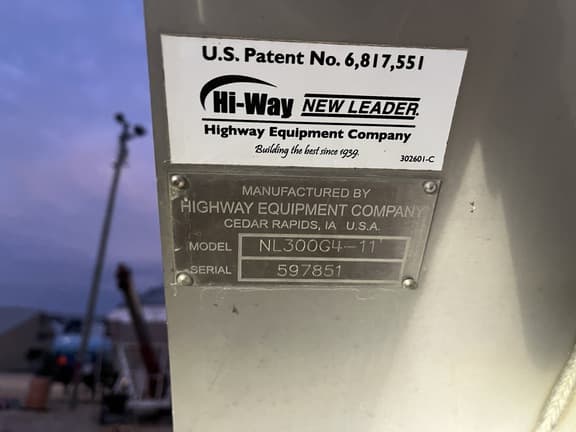 U.S. Patent No. 6,817,551
Hi-Way NEW LEADER®
Highway Equipment Company
Building the best since 1939.
302601-C
MANUFACTURED BY
HIGHWAY EQUIPMENT COMPANY
CEDAR RAPIDS, IA U.S.A.
MODEL NL300G4-11'
SERIAL 597851